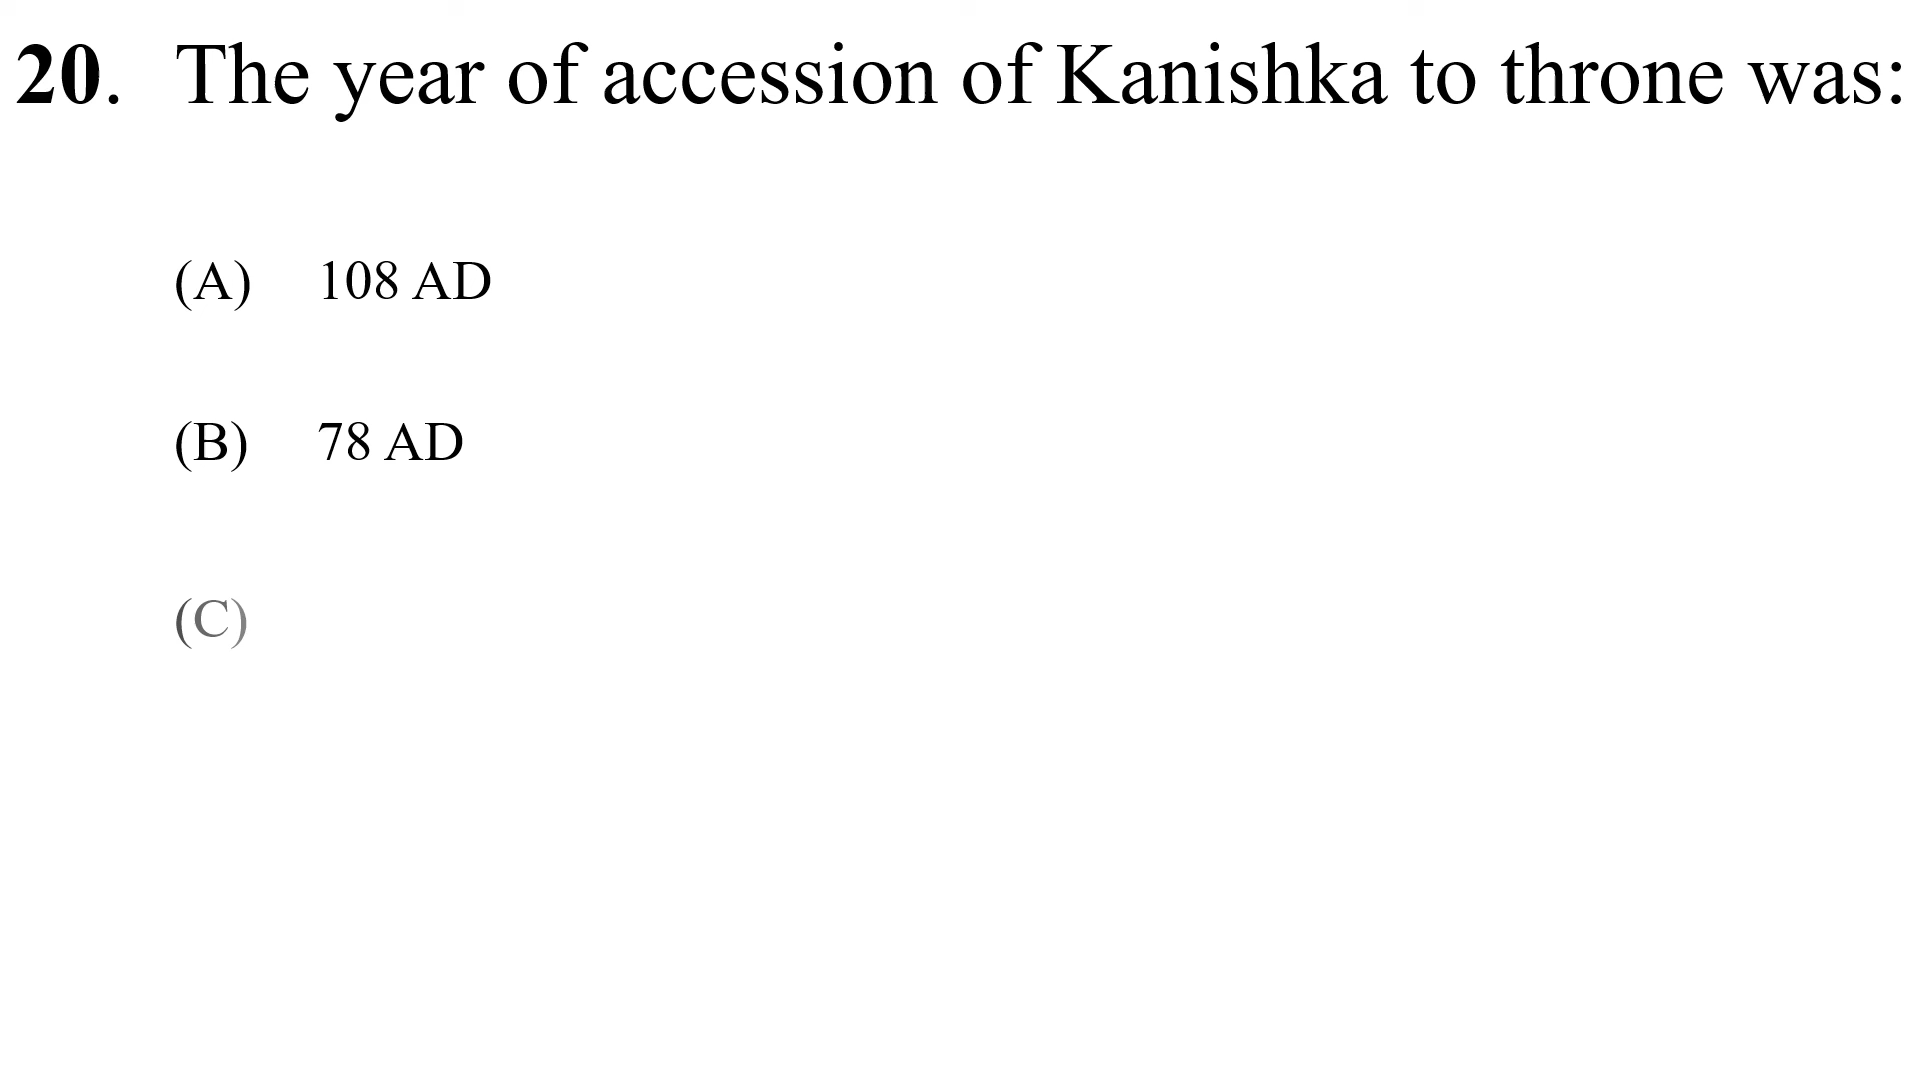 20. The year of accession of Kanishka to throne was:
(A) 108 AD
(B) 78 AD
(C)